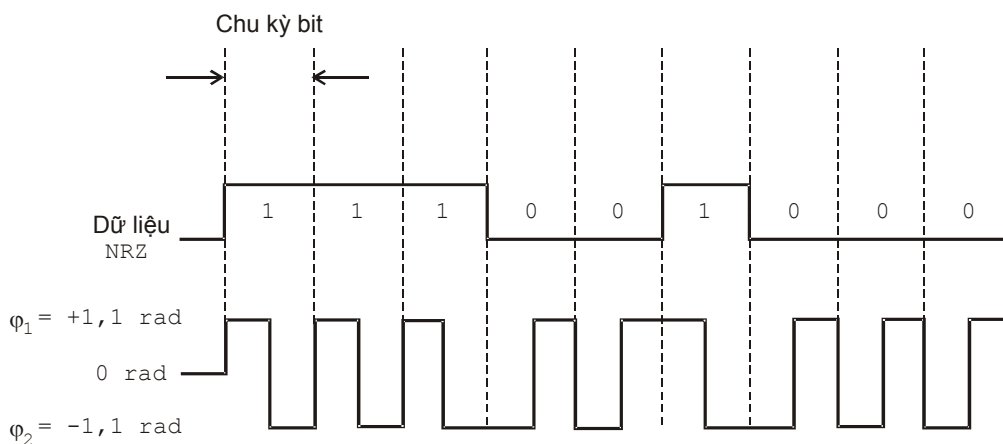 Chu kỳ bit
1 1 1 0 0 1 0 0 0
Dữ liệu
NRZ
φ1 = +1,1 rad
0 rad
φ2 = -1,1 rad